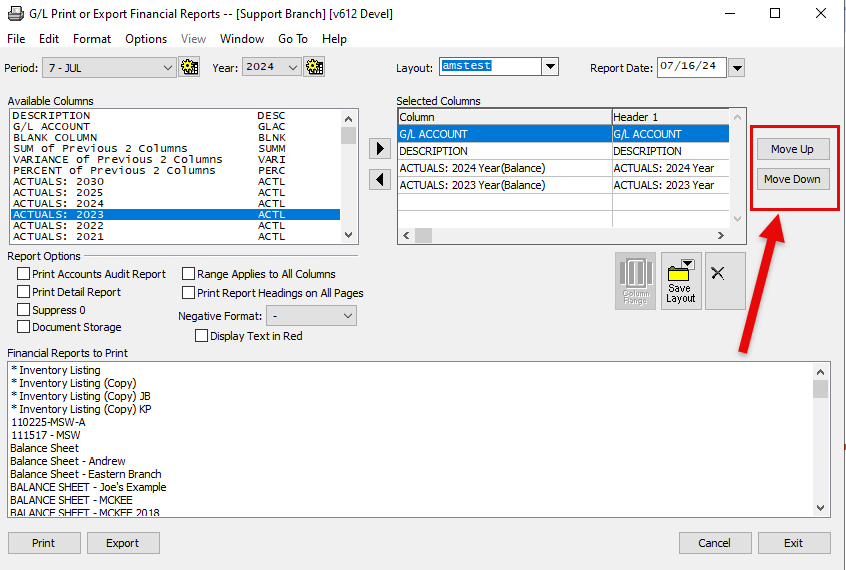 G/L Print or Export Financial Reports -- [Support Branch] [v612 Devel]
File Edit Format Options View Window Go To Help
Period: 7 - JUL Year: 2024 Layout: amstest Report Date: 07/16/24
Available Columns
DESCRIPTION DESC
G/L ACCOUNT GLAC
BLANK COLUMN BLNK
SUM of Previous 2 Columns SUMM
VARIANCE of Previous 2 Columns VARI
PERCENT of Previous 2 Columns PERC
ACTUALS: 2030 ACTL
ACTUALS: 2025 ACTL
ACTUALS: 2024 ACTL
ACTUALS: 2023 ACTL
ACTUALS: 2022 ACTL
ACTUALS: 2021 ACTL
Selected Columns
Column Header 1
G/L ACCOUNT G/L ACCOUNT
DESCRIPTION DESCRIPTION
ACTUALS: 2024 Year(Balance) ACTUALS: 2024 Year
ACTUALS: 2023 Year(Balance) ACTUALS: 2023 Year
Move Up
Move Down
Report Options
Print Accounts Audit Report
Print Detail Report
Suppress 0
Document Storage
Range Applies to All Columns
Print Report Headings on All Pages
Negative Format: -
Display Text in Red
Column
Range
Save
Layout
Financial Reports to Print
* Inventory Listing
* Inventory Listing (Copy)
* Inventory Listing (Copy) JB
* Inventory Listing (Copy) KP
110225-MSW-A
111517 - MSW
Balance Sheet
Balance Sheet - Andrew
Balance Sheet - Eastern Branch
BALANCE SHEET - Joe's Example
BALANCE SHEET - MCKEE
BALANCE SHEET - MCKEE 2018
Print Export Cancel Exit